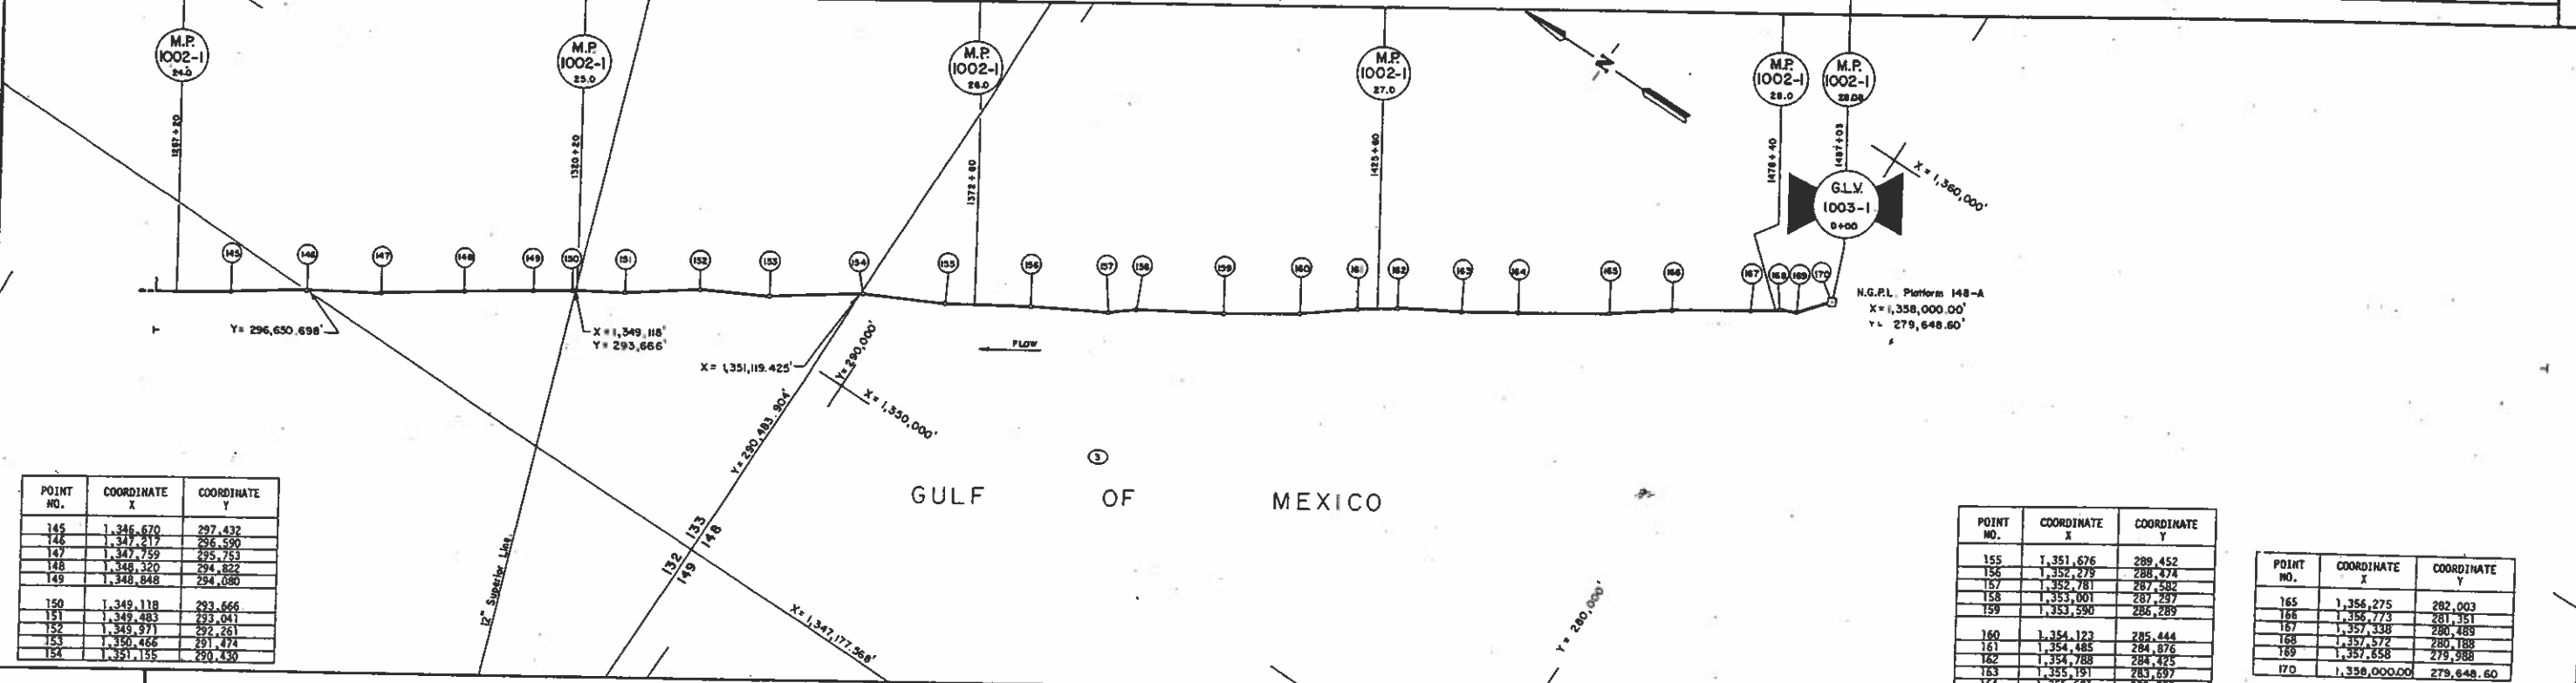 M.P.
1002-1
24.0
M.P.
1002-1
25.0
M.P.
1002-1
26.0
M.P.
1002-1
27.0
M.P.
1002-1
28.0
M.P.
1002-1
28.08
N
1267+20
1320+20
1372+80
1425+60
1478+40
1487+03
G.L.V.
1003-1
0+00
X = 1,360,000'
145
146
147
148
149
150
151
152
153
154
155
156
157
158
159
160
161
162
163
164
165
166
167
168
169
170
N.G.P.L. Platform 148-A
X = 1,358,000.00'
Y = 279,648.60'
Y= 296,650.698'
X = 1,349,118'
Y = 293,666'
X = 1,351,119.425'
FLOW
Y= 290,000'
X = 1,350,000'
Y= 290,483.904'
3
GULF OF MEXICO
133
148
132
149
12" Superior Line
X= 1,347,177.568'
Y = 280,000'
POINT NO. COORDINATE X COORDINATE Y
145 1,346,670 297,432
146 1,347,217 296,590
147 1,347,759 295,753
148 1,348,320 294,822
149 1,348,848 294,080
150 1,349,118 293,666
151 1,349,483 293,041
152 1,349,971 292,261
153 1,350,466 291,474
154 1,351,155 290,430
POINT NO. COORDINATE X COORDINATE Y
155 1,351,676 289,452
156 1,352,279 288,474
157 1,352,781 287,582
158 1,353,001 287,297
159 1,353,590 286,289
160 1,354,123 285,444
161 1,354,485 284,876
162 1,354,788 284,425
163 1,355,191 283,697
POINT NO. COORDINATE X COORDINATE Y
165 1,356,275 282,003
166 1,356,773 281,351
167 1,357,338 280,489
168 1,357,572 280,188
169 1,357,658 279,988
170 1,358,000.00 279,648.60